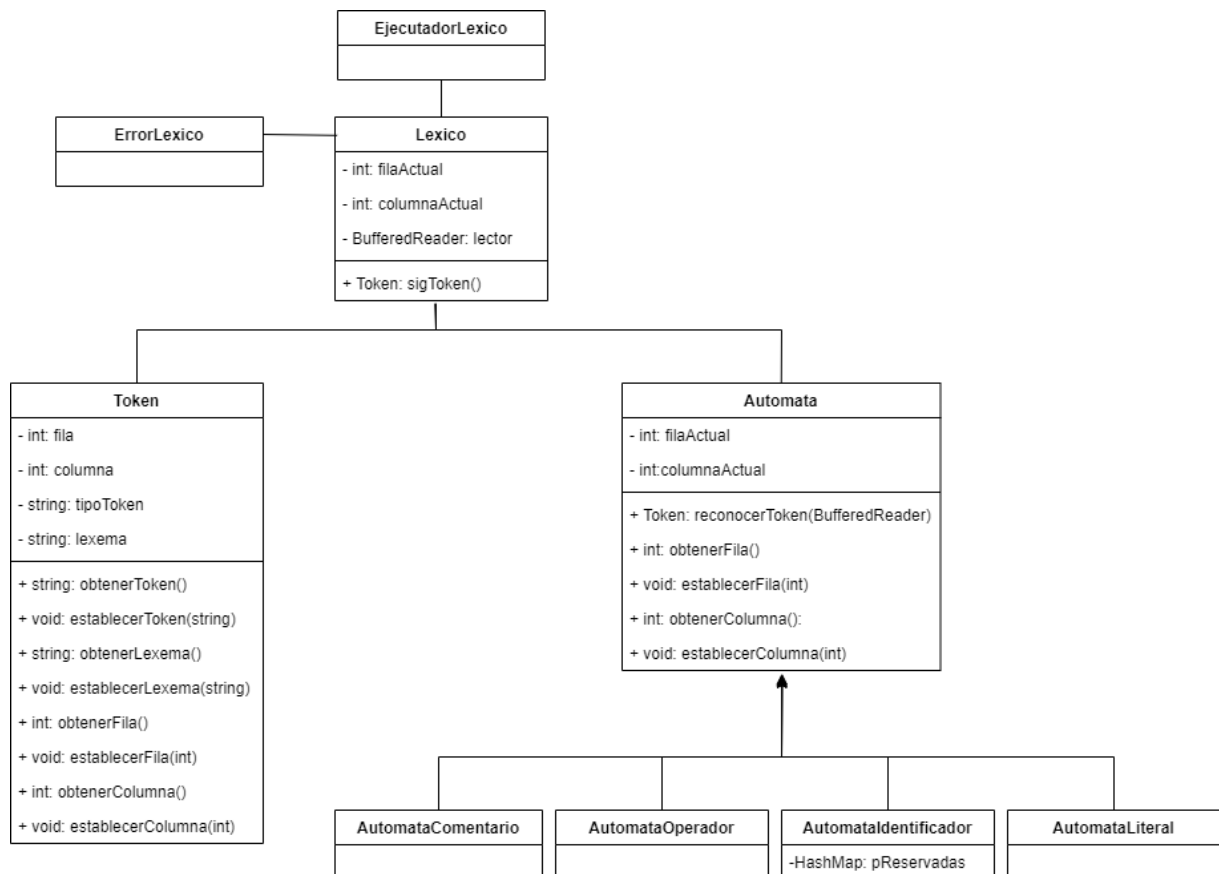 EjecutadorLexico
ErrorLexico
Lexico
- int: filaActual
- int: columnaActual
- BufferedReader: lector
+ Token: sigToken()
Token
- int: fila
- int: columna
- string: tipoToken
- string: lexema
+ string: obtenerToken()
+ void: establecerToken(string)
+ string: obtenerLexema()
+ void: establecerLexema(string)
+ int: obtenerFila()
+ void: establecerFila(int)
+ int: obtenerColumna()
+ void: establecerColumna(int)
Automata
- int: filaActual
- int:columnaActual
+ Token: reconocerToken(BufferedReader)
+ int: obtenerFila()
+ void: establecerFila(int)
+ int: obtenerColumna():
+ void: establecerColumna(int)
AutomataComentario
AutomataOperador
AutomataIdentificador
-HashMap: pReservadas
AutomataLiteral